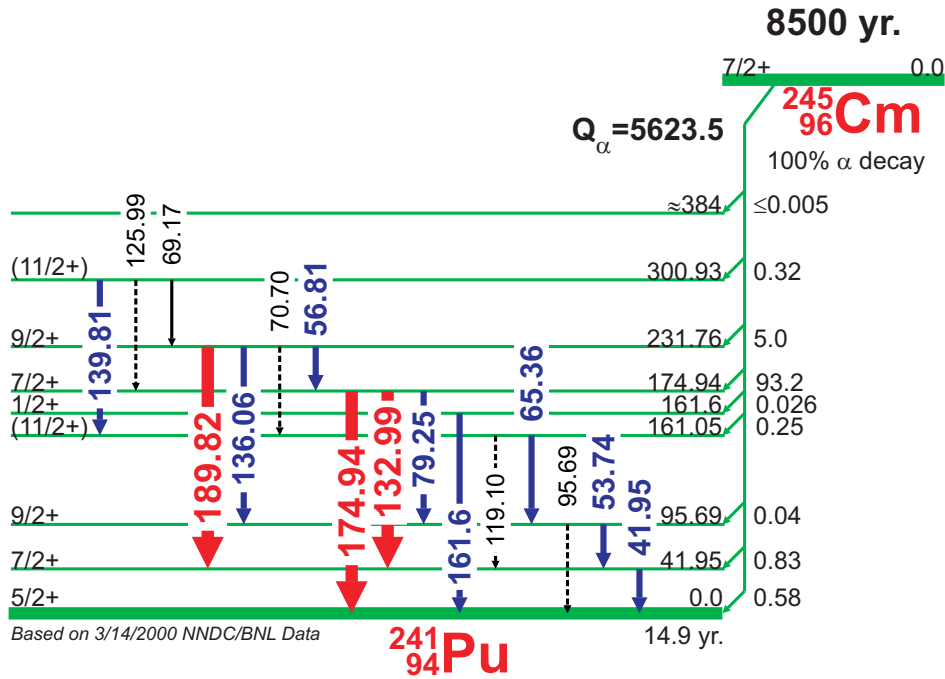 8500 yr.
7/2+ 0.0
245
96Cm
Qα=5623.5
100% α decay
≈384 ≤0.005
125.99
69.17
(11/2+) 300.93 0.32
70.70
56.81
139.81
9/2+ 231.76 5.0
7/2+ 174.94 93.2
65.36
1/2+ 161.6 0.026
(11/2+) 161.05 0.25
189.82
136.06
174.94
132.99
79.25
161.6
119.10
95.69
53.74
41.95
9/2+ 95.69 0.04
7/2+ 41.95 0.83
5/2+ 0.0 0.58
Based on 3/14/2000 NNDC/BNL Data 14.9 yr.
241
94Pu